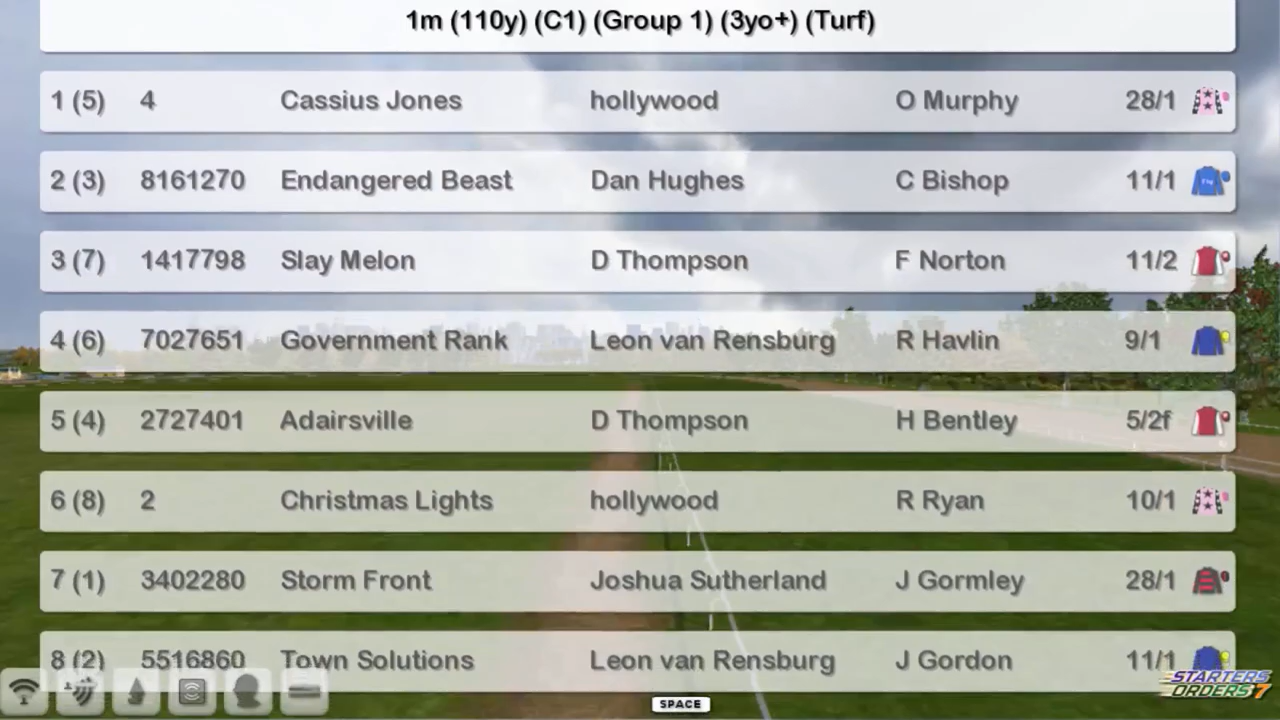 1m (110y) (C1) (Group 1) (3yo+) (Turf)
1 (5) 4 Cassius Jones hollywood O Murphy 28/1
2 (3) 8161270 Endangered Beast Dan Hughes C Bishop 11/1
3 (7) 1417798 Slay Melon D Thompson F Norton 11/2
4 (6) 7027651 Government Rank Leon van Rensburg R Havlin 9/1
5 (4) 2727401 Adairsville D Thompson H Bentley 5/2f
6 (8) 2 Christmas Lights hollywood R Ryan 10/1
7 (1) 3402280 Storm Front Joshua Sutherland J Gormley 28/1
8 (2) 5516860 Town Solutions Leon van Rensburg J Gordon 11/1
SPACE
STARTERS
ORDERS 7